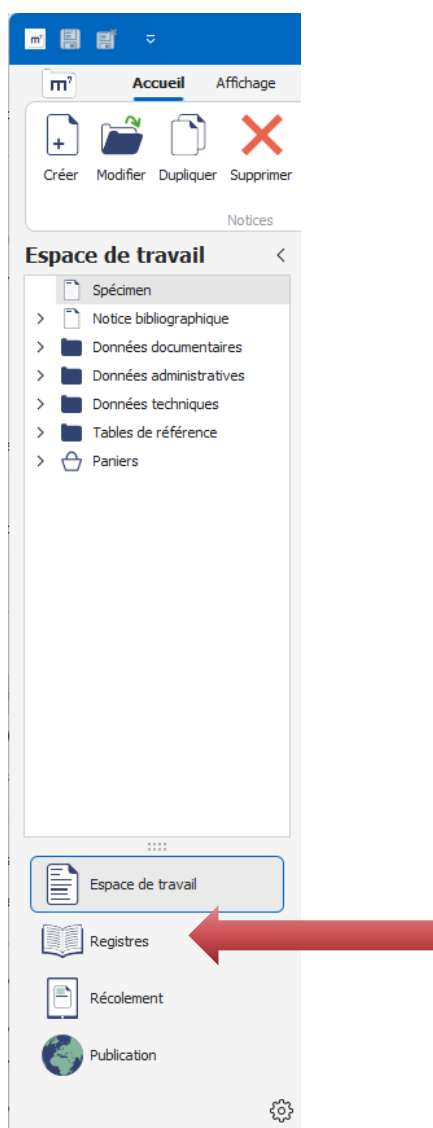 m²
Accueil Affichage
Créer Modifier Dupliquer Supprimer
Notices
Espace de travail
Spécimen
Notice bibliographique
Données documentaires
Données administratives
Données techniques
Tables de référence
Paniers
Espace de travail
Registres
Récolement
Publication